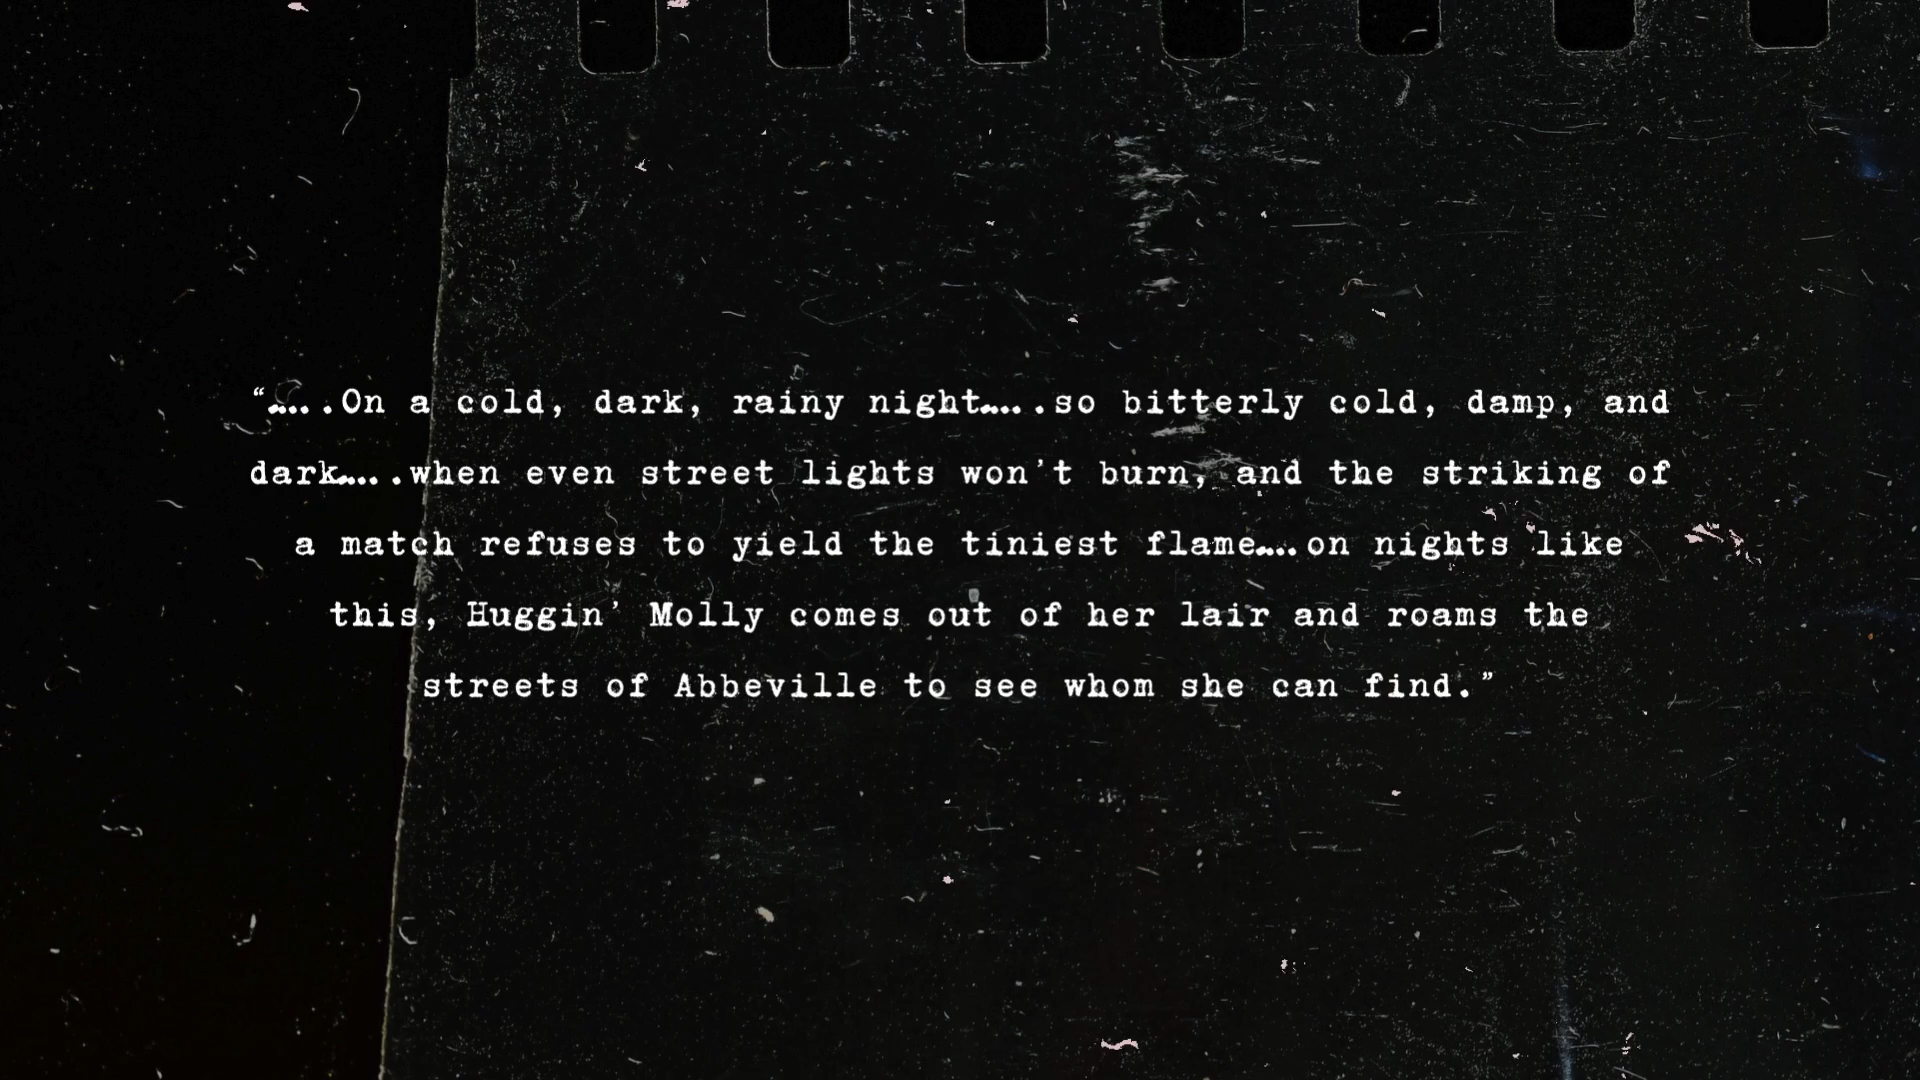 “.....On a cold, dark, rainy night.....so bitterly cold, damp, and
dark.....when even street lights won’t burn, and the striking of
a match refuses to yield the tiniest flame....on nights like
this, Huggin’ Molly comes out of her lair and roams the
streets of Abbeville to see whom she can find.”